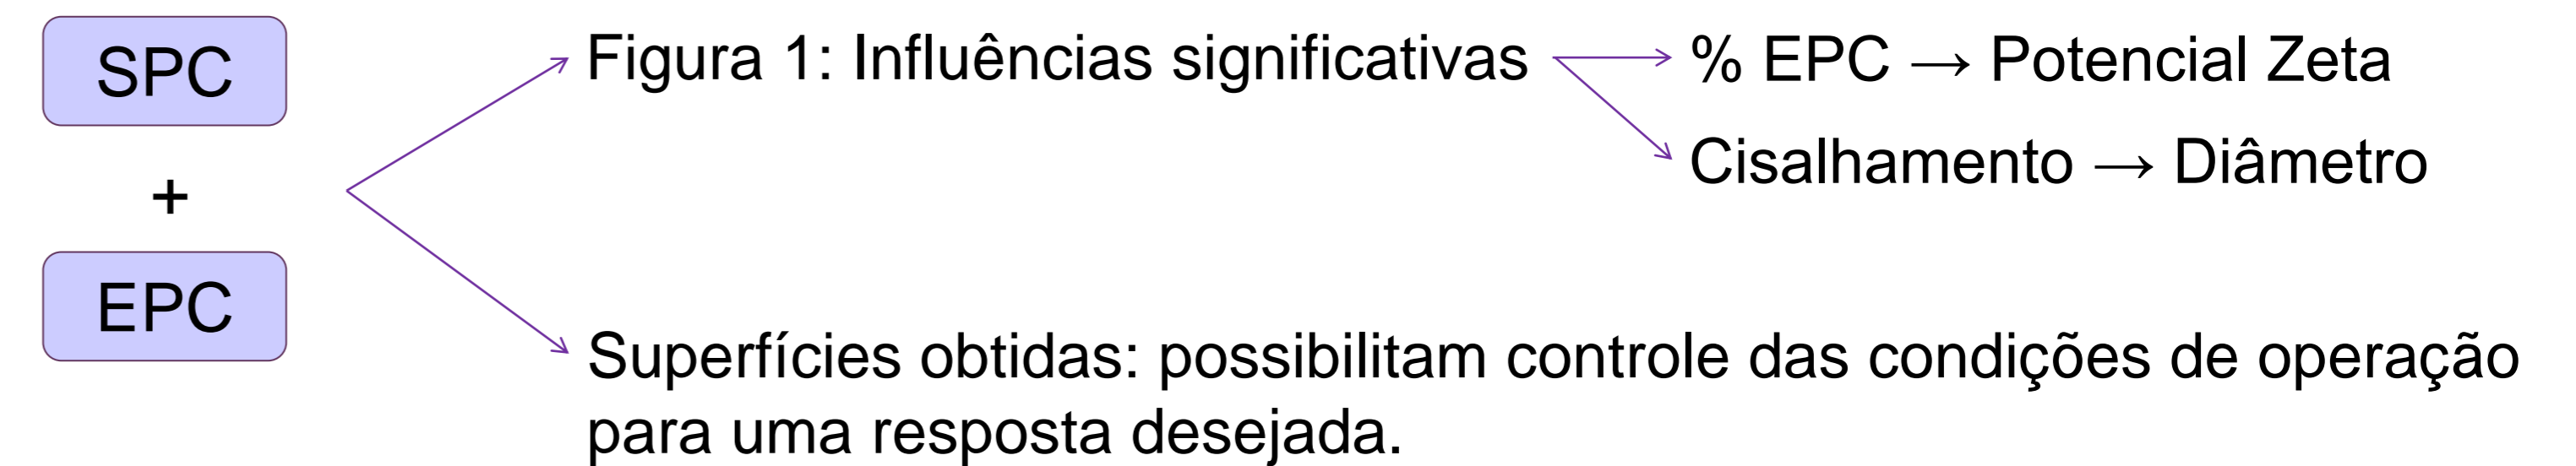 SPC
+
EPC
Figura 1: Influências significativas
% EPC → Potencial Zeta
Cisalhamento → Diâmetro
Superfícies obtidas: possibilitam controle das condições de operação
para uma resposta desejada.